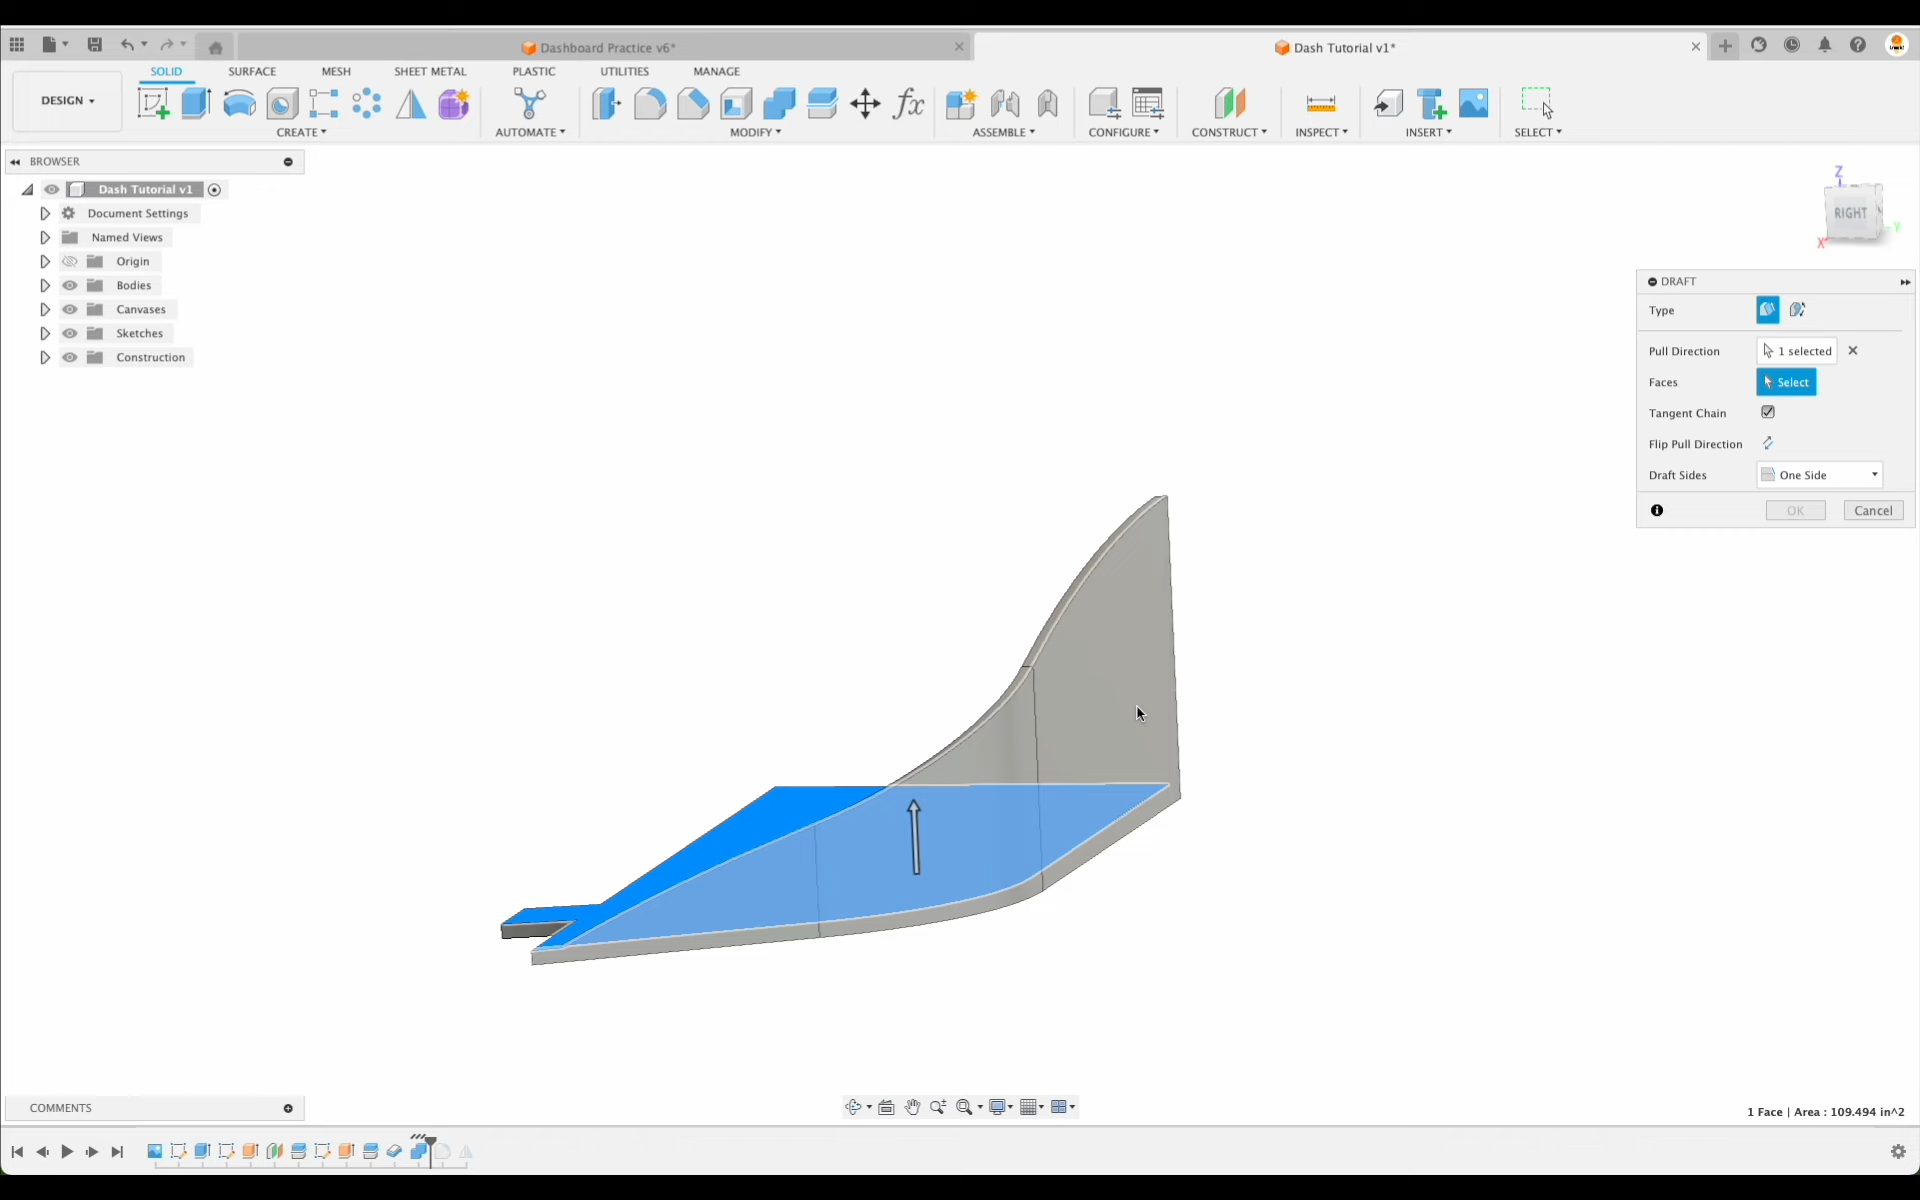 Dashboard Practice v6*
Dash Tutorial v1*
DESIGN
SOLID SURFACE MESH SHEET METAL PLASTIC UTILITIES MANAGE
CREATE AUTOMATE MODIFY ASSEMBLE CONFIGURE CONSTRUCT INSPECT INSERT SELECT
BROWSER
Dash Tutorial v1
Document Settings
Named Views
Origin
Bodies
Canvases
Sketches
Construction
Z
RIGHT
Y
X
DRAFT
Type
Pull Direction 1 selected
Faces Select
Tangent Chain
Flip Pull Direction
Draft Sides One Side
OK Cancel
COMMENTS
1 Face | Area : 109.494 in^2